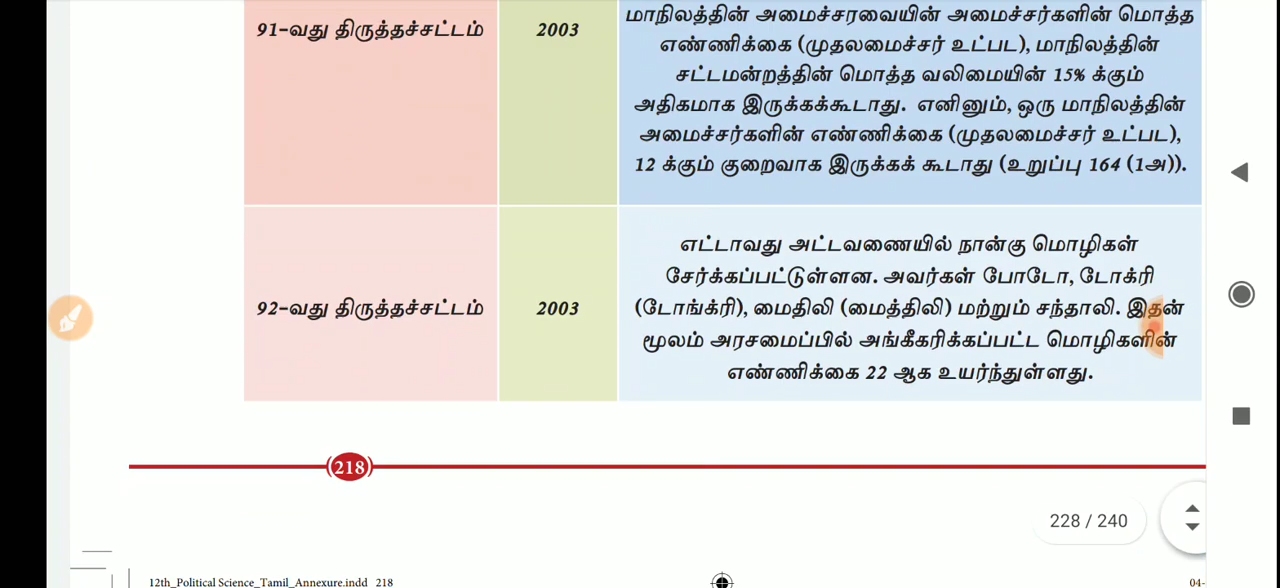 மாநிலத்தின் அமைச்சரவையின் அமைச்சர்களின் மொத்த
91-வது திருத்தச்சட்டம் 2003 எண்ணிக்கை (முதலமைச்சர் உட்பட), மாநிலத்தின்
சட்டமன்றத்தின் மொத்த வலிமையின் 15% க்கும்
அதிகமாக இருக்கக்கூடாது. எனினும், ஒரு மாநிலத்தின்
அமைச்சர்களின் எண்ணிக்கை (முதலமைச்சர் உட்பட),
12 க்கும் குறைவாக இருக்கக் கூடாது (உறுப்பு 164 (1அ)).
எட்டாவது அட்டவணையில் நான்கு மொழிகள்
சேர்க்கப்பட்டுள்ளன. அவர்கள் போடோ, டோக்ரி
92-வது திருத்தச்சட்டம் 2003 (டோங்க்ரி), மைதிலி (மைத்திலி) மற்றும் சந்தாலி. இதன்
மூலம் அரசமைப்பில் அங்கீகரிக்கப்பட்ட மொழிகளின்
எண்ணிக்கை 22 ஆக உயர்ந்துள்ளது.
218
228 / 240
12th_Political Science_Tamil_Annexure.indd 218 04-